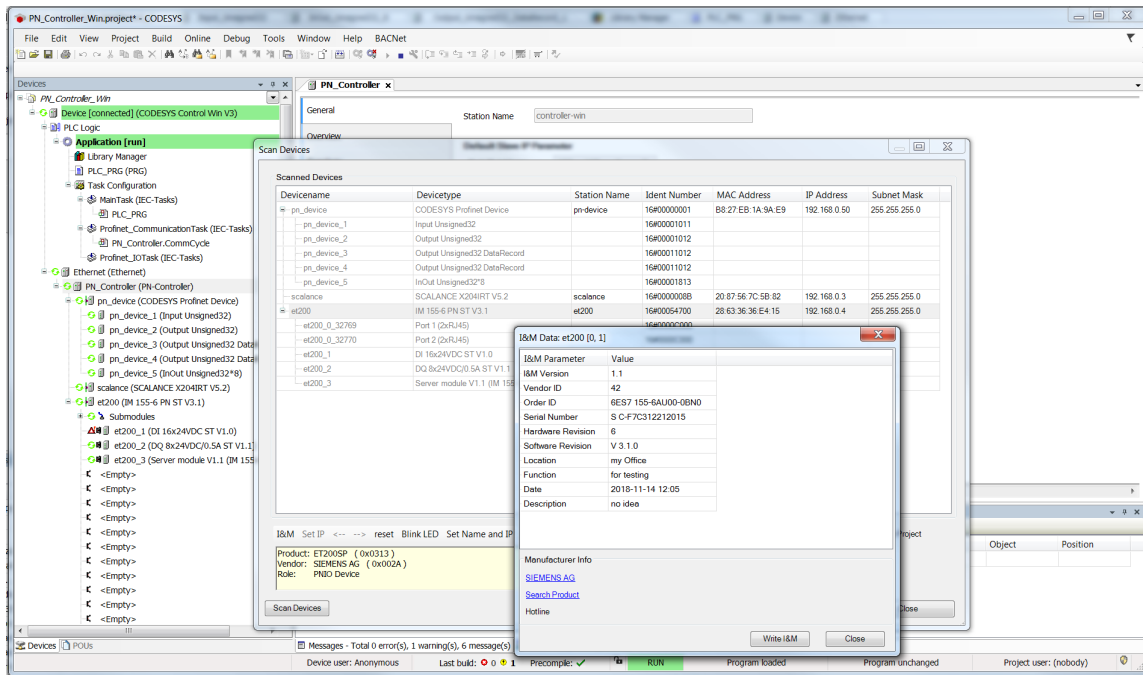 PN_Controller_Win.project* - CODESYS
File Edit View Project Build Online Debug Tools Window Help BACNet
Devices
PN_Controller_Win
Device [connected] (CODESYS Control Win V3)
PLC Logic
Application [run]
Library Manager
PLC_PRG (PRG)
Task Configuration
MainTask (IEC-Tasks)
PLC_PRG
Profinet_CommunicationTask (IEC-Tasks)
PN_Controller.CommCycle
Profinet_IOTask (IEC-Tasks)
Ethernet (Ethernet)
PN_Controller (PN-Controller)
pn_device (CODESYS Profinet Device)
pn_device_1 (Input Unsigned32)
pn_device_2 (Output Unsigned32)
pn_device_3 (Output Unsigned32 Data
pn_device_4 (Output Unsigned32 Data
pn_device_5 (InOut Unsigned32*8)
scalance (SCALANCE X204IRT V5.2)
et200 (IM 155-6 PN ST V3.1)
Submodules
et200_1 (DI 16x24VDC ST V1.0)
et200_2 (DQ 8x24VDC/0.5A ST V1.1
et200_3 (Server module V1.1 (IM 155
<Empty>
<Empty>
<Empty>
<Empty>
<Empty>
<Empty>
<Empty>
<Empty>
<Empty>
<Empty>
<Empty>
Devices POUs
PN_Controller x
General
Station Name controller-win
Overview
Default Slave IP Parameter
Scan Devices
Scanned Devices
Devicename Devicetype Station Name Ident Number MAC Address IP Address Subnet Mask
pn_device CODESYS Profinet Device pn-device 16#00000001 B8:27:EB:1A:9A:E9 192.168.0.50 255.255.255.0
pn_device_1 Input Unsigned32 16#00001011
pn_device_2 Output Unsigned32 16#00001012
pn_device_3 Output Unsigned32 DataRecord 16#00011012
pn_device_4 Output Unsigned32 DataRecord 16#00011012
pn_device_5 InOut Unsigned32*8 16#00001813
scalance SCALANCE X204IRT V5.2 scalance 16#0000008B 20:87:56:7C:5B:82 192.168.0.3 255.255.255.0
et200 IM 155-6 PN ST V3.1 et200 16#00054700 28:63:36:36:E4:15 192.168.0.4 255.255.255.0
et200_0_32769 Port 1 (2xRJ45) 16#0000C000
et200_0_32770 Port 2 (2xRJ45)
et200_1 DI 16x24VDC ST V1.0
et200_2 DQ 8x24VDC/0.5A ST V1.1
et200_3 Server module V1.1 (IM 155
I&M Set IP <-- --> reset Blink LED Set Name and IP
Project
Product: ET200SP ( 0x0313 )
Vendor: SIEMENS AG ( 0x002A )
Role: PNIO Device
Scan Devices
Close
I&M Data: et200 [0, 1]
I&M Parameter Value
I&M Version 1.1
Vendor ID 42
Order ID 6ES7 155-6AU00-0BN0
Serial Number S C-F7C312212015
Hardware Revision 6
Software Revision V 3.1.0
Location my Office
Function for testing
Date 2018-11-14 12:05
Description no idea
Manufacturer Info
SIEMENS AG
Search Product
Hotline
Write I&M Close
Object Position
Messages - Total 0 error(s), 1 warning(s), 6 message(s)
Device user: Anonymous Last build: 0 0 1 Precompile: RUN Program loaded Program unchanged Project user: (nobody)